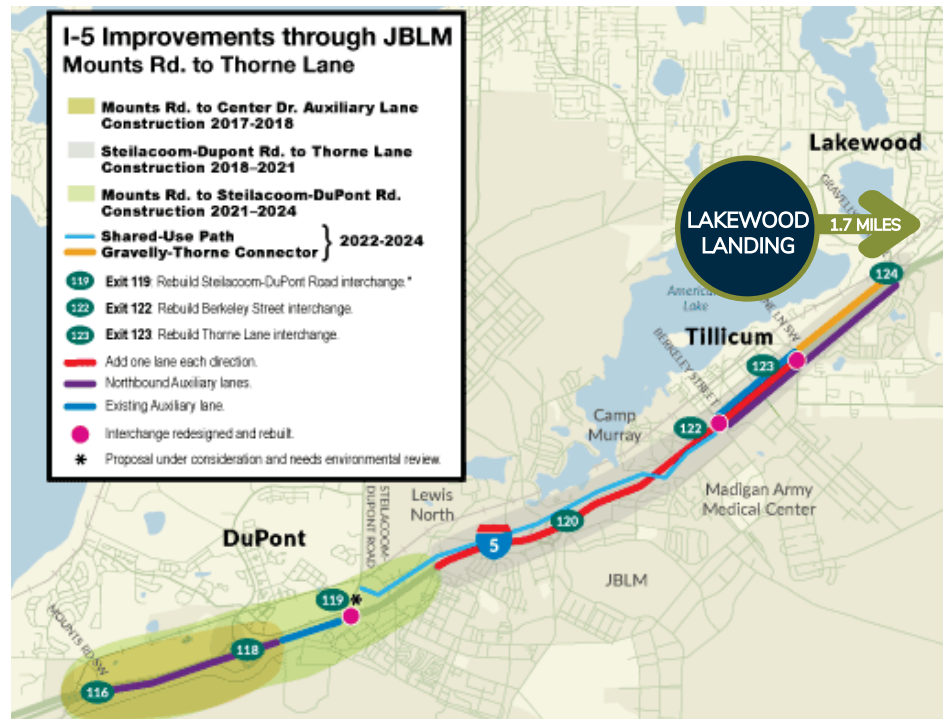 I-5 Improvements through JBLM
Mounts Rd. to Thorne Lane
Mounts Rd. to Center Dr. Auxiliary Lane
Construction 2017-2018
Steilacoom-Dupont Rd. to Thorne Lane
Construction 2018–2021
Mounts Rd. to Steilacoom-DuPont Rd.
Construction 2021–2024
Shared-Use Path
Gravelly-Thorne Connector
} 2022-2024
119 Exit 119: Rebuild Steilacoom-DuPont Road interchange.*
122 Exit 122: Rebuild Berkeley Street interchange.
123 Exit 123: Rebuild Thorne Lane interchange.
Add one lane each direction.
Northbound Auxiliary lanes.
Existing Auxiliary lane.
Interchange redesigned and rebuilt.
* Proposal under consideration and needs environmental review.
Lakewood
GRAVELLY
LAKEWOOD
LANDING
1.7 MILES
124
American
Lake
LN SW
Tillicum
BERKELEY STREET
123
Camp
Murray
122
Madigan Army
Medical Center
Lewis
North
STEILACOOM-
DUPONT ROAD
120
5
DuPont
JBLM
119 *
MOUNTS RD SW
118
116